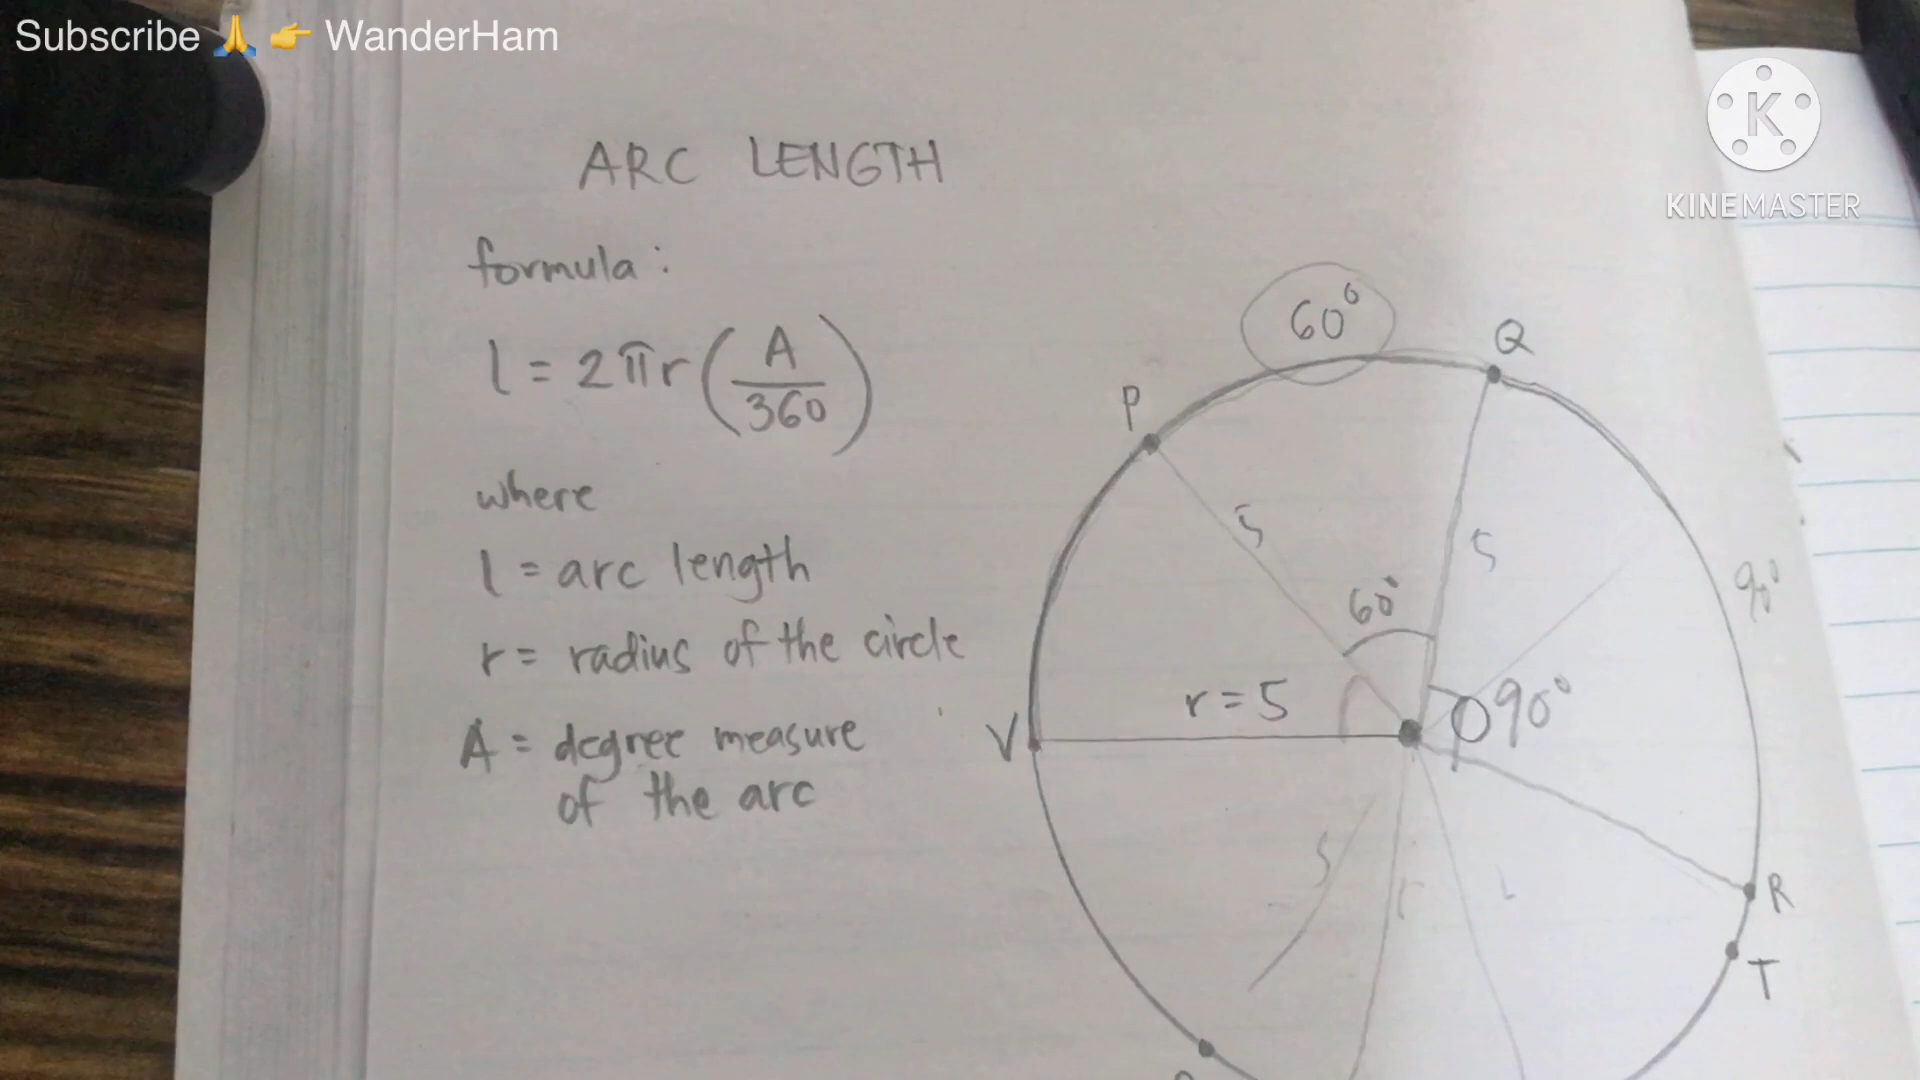 Subscribe 🙏 👉 WanderHam
K
KINEMASTER
ARC LENGTH
formula:
l = 2πr(A/360)
where
l = arc length
r = radius of the circle
A = degree measure
of the arc
60°
Q
P
5
5
90°
60°
r = 5
O
90°
V
5
R
T